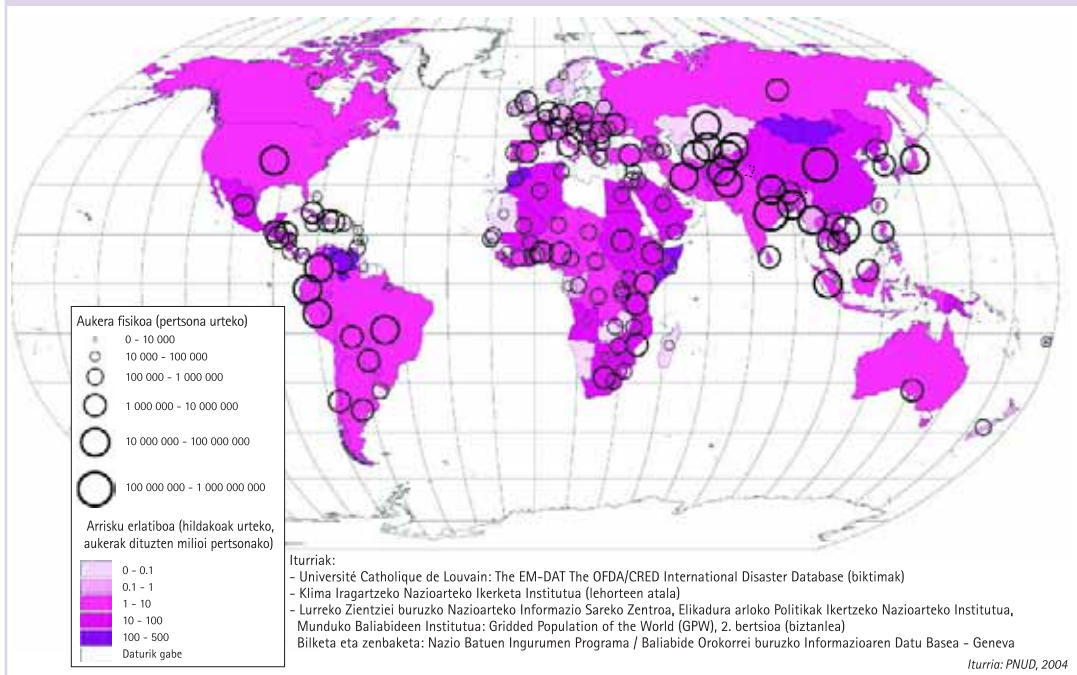 Aukera fisikoa (pertsona urteko)
0 - 10 000
10 000 - 100 000
100 000 - 1 000 000
1 000 000 - 10 000 000
10 000 000 - 100 000 000
100 000 000 - 1 000 000 000
Arrisku erlatiboa (hildakoak urteko,
aukerak dituzten milioi pertsonako)
0 - 0.1
0.1 - 1
1 - 10
10 - 100
100 - 500
Daturik gabe
Iturriak:
- Université Catholique de Louvain: The EM-DAT The OFDA/CRED International Disaster Database (biktimak)
- Klima Iragartzeko Nazioarteko Ikerketa Institutua (lehorteen atala)
- Lurreko Zientziei buruzko Nazioarteko Informazio Sareko Zentroa, Elikadura arloko Politikak Ikertzeko Nazioarteko Institutua,
Munduko Baliabideen Institutua: Gridded Population of the World (GPW), 2. bertsioa (biztanlea)
Bilketa eta zenbaketa: Nazio Batuen Ingurumen Programa / Baliabide Orokorrei buruzko Informazioaren Datu Basea - Geneva
Iturria: PNUD, 2004